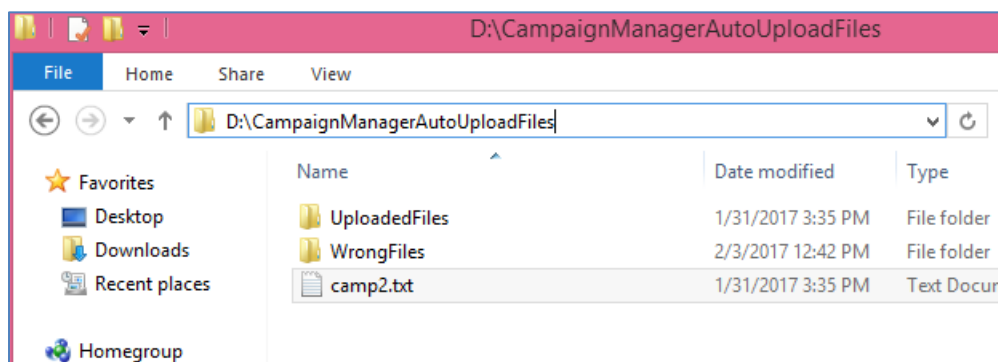 D:\CampaignManagerAutoUploadFiles
File Home Share View
D:\CampaignManagerAutoUploadFiles
Name Date modified Type
Favorites
Desktop
Downloads
Recent places
Homegroup
UploadedFiles 1/31/2017 3:35 PM File folder
WrongFiles 2/3/2017 12:42 PM File folder
camp2.txt 1/31/2017 3:35 PM Text Docur